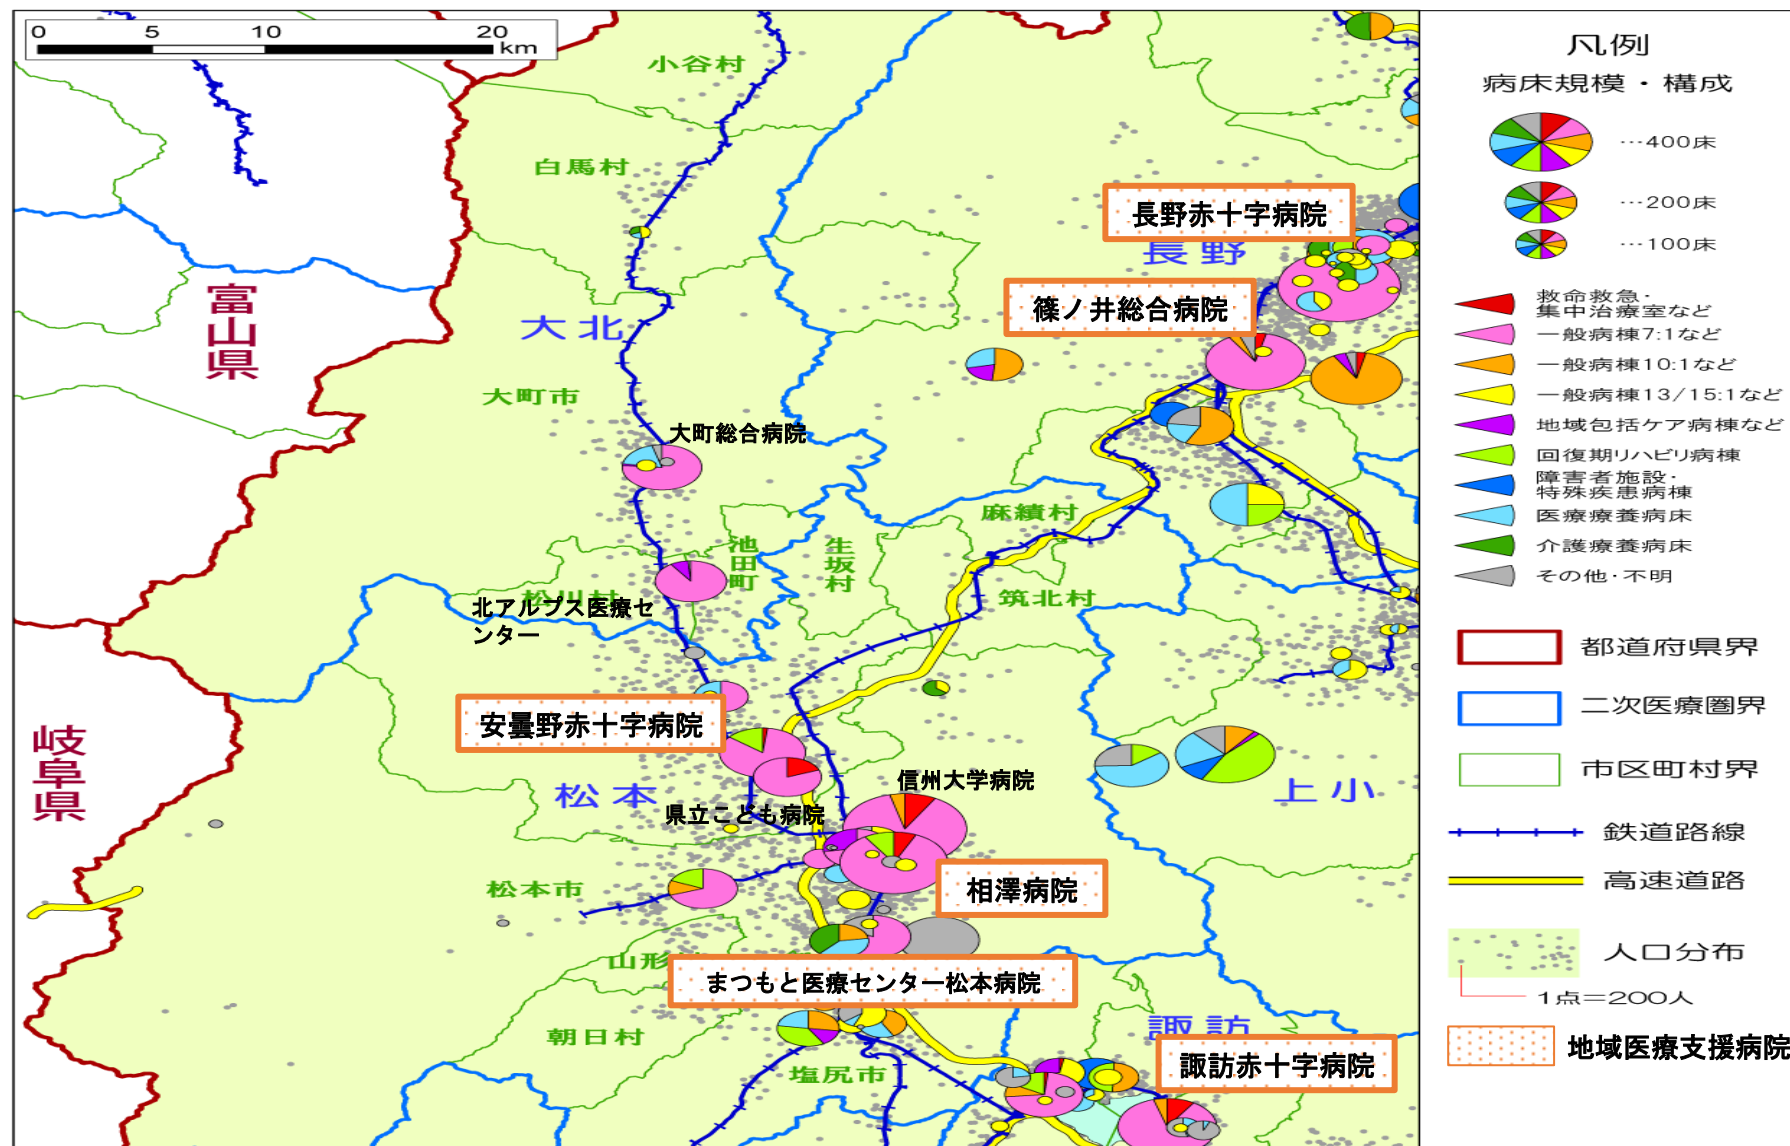 0 5 10 20 km
小谷村
白馬村
長野赤十字病院
長野
篠ノ井総合病院
富山県
大北
大町市
大町総合病院
麻績村
池田町
生坂村
松川村
筑北村
北アルプス医療セ
ンター
安曇野赤十字病院
岐阜県
松本
信州大学病院
県立こども病院
上小
松本市
相澤病院
山形
まつもと医療センター松本病院
朝日村
諏訪
塩尻市
諏訪赤十字病院
凡例
病床規模・構成
…400床
…200床
…100床
救命救急・
集中治療室など
一般病棟7:1など
一般病棟10:1など
一般病棟13/15:1など
地域包括ケア病棟など
回復期リハビリ病棟
障害者施設・
特殊疾患病棟
医療療養病床
介護療養病床
その他・不明
都道府県界
二次医療圏界
市区町村界
鉄道路線
高速道路
人口分布
1点=200人
地域医療支援病院